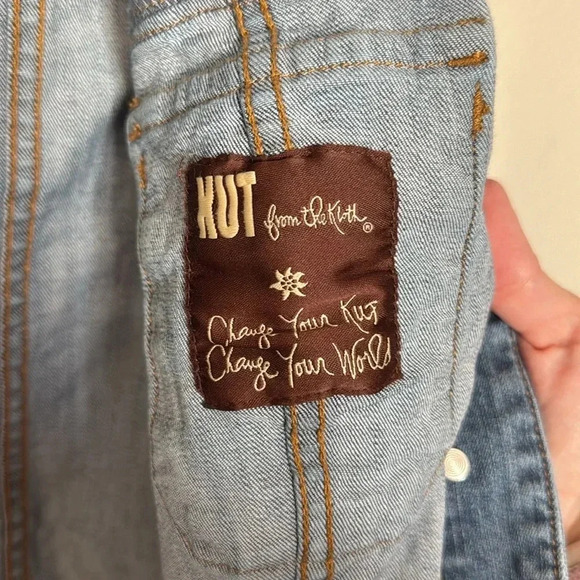 KUT from the Kloth®
Change Your Kut
Change Your World